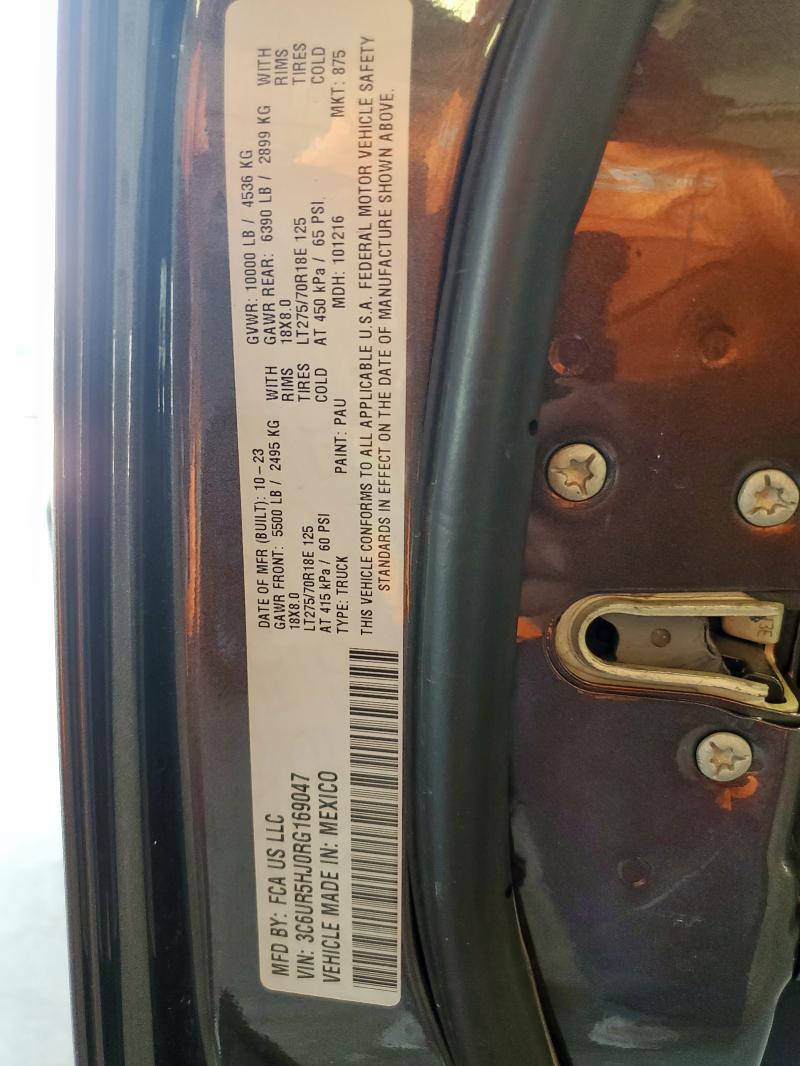 MFD BY: FCA US LLC
VIN: 3C6UR5HJ0RG169047
VEHICLE MADE IN: MEXICO
DATE OF MFR (BUILT): 10-23
GAWR FRONT: 5500 LB / 2495 KG WITH
18X8.0 RIMS
LT275/70R18E 125 TIRES
AT 415 kPa / 60 PSI COLD
GVWR: 10000 LB / 4536 KG
GAWR REAR: 6390 LB / 2899 KG WITH
18X8.0 RIMS
LT275/70R18E 125 TIRES
AT 450 kPa / 65 PSI. COLD
TYPE: TRUCK PAINT: PAU MDH: 101216 MKT: 875
THIS VEHICLE CONFORMS TO ALL APPLICABLE U.S.A. FEDERAL MOTOR VEHICLE SAFETY
STANDARDS IN EFFECT ON THE DATE OF MANUFACTURE SHOWN ABOVE.